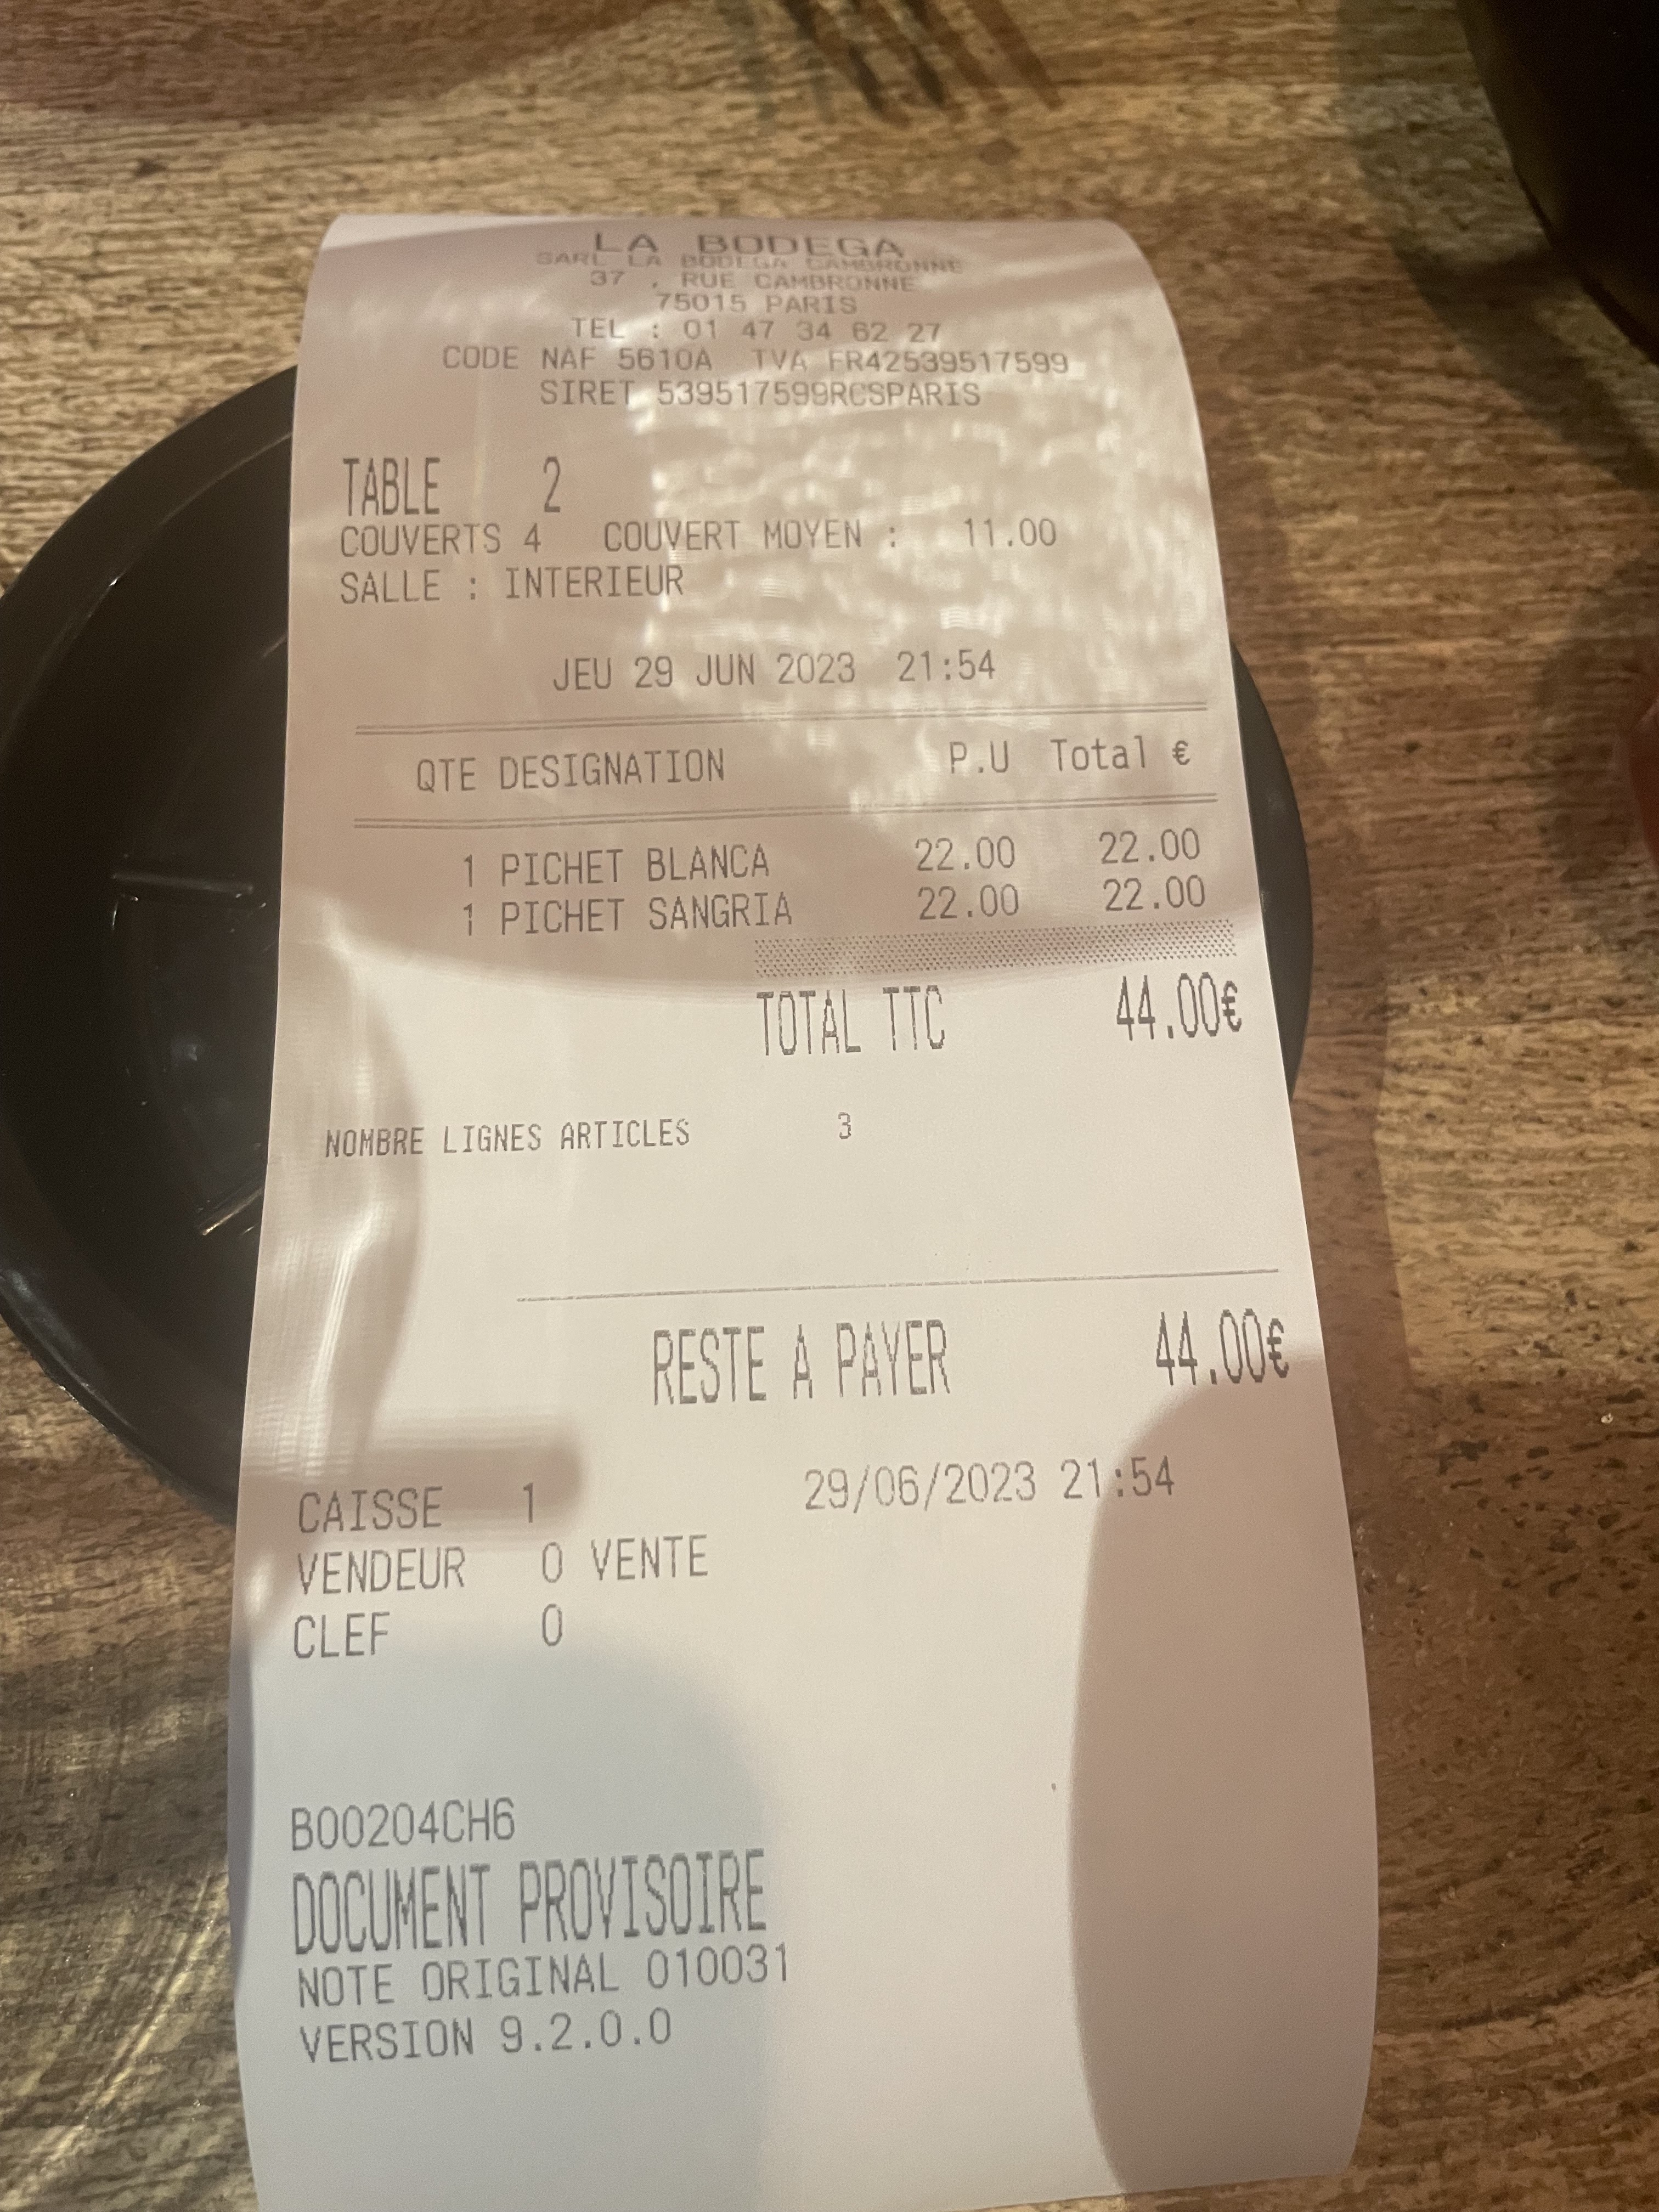 LA BODEGA
SARL LA BODEGA CAMBRONNE
37 , RUE CAMBRONNE
75015 PARIS
TEL : 01 47 34 62 27
CODE NAF 5610A TVA FR42539517599
SIRET 539517599RCSPARIS
TABLE 2
COUVERTS 4 COUVERT MOYEN : 11.00
SALLE : INTERIEUR
JEU 29 JUN 2023 21:54
QTE DESIGNATION P.U Total €
1 PICHET BLANCA 22.00 22.00
1 PICHET SANGRIA 22.00 22.00
TOTAL TTC 44.00€
NOMBRE LIGNES ARTICLES 3
RESTE A PAYER 44.00€
CAISSE 1 29/06/2023 21:54
VENDEUR 0 VENTE
CLEF 0
B00204CH6
DOCUMENT PROVISOIRE
NOTE ORIGINAL 010031
VERSION 9.2.0.0